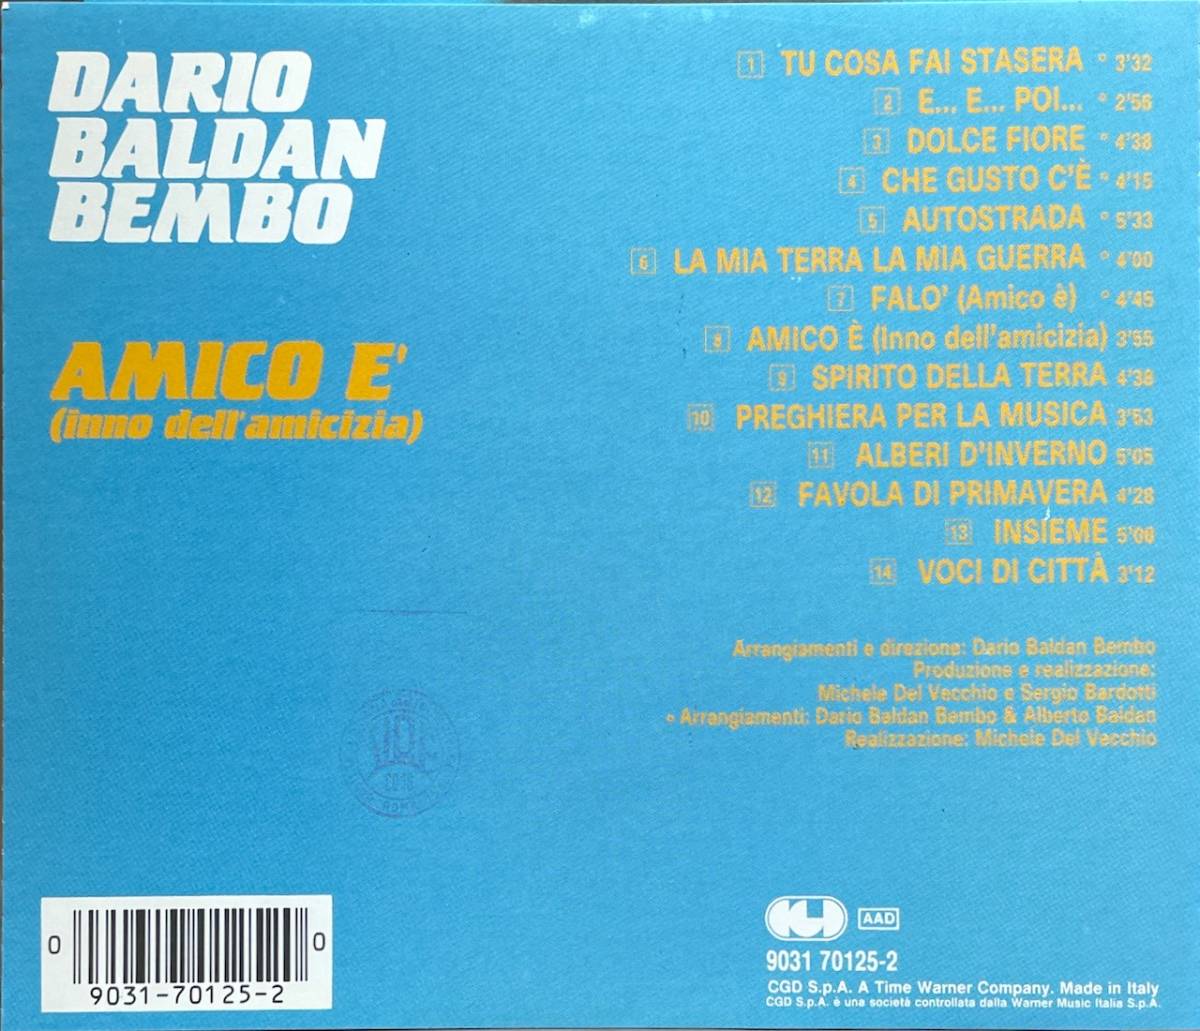 DARIO
BALDAN
BEMBO
AMICO E'
(inno dell'amicizia)
1 TU COSA FAI STASERA ° 3'32
2 E... E... POI... ° 2'56
3 DOLCE FIORE ° 4'38
4 CHE GUSTO C'È ° 4'15
5 AUTOSTRADA ° 5'33
6 LA MIA TERRA LA MIA GUERRA ° 4'00
7 FALO' (Amico è) ° 4'45
8 AMICO È (Inno dell'amicizia) 3'55
9 SPIRITO DELLA TERRA 4'38
10 PREGHIERA PER LA MUSICA 3'53
11 ALBERI D'INVERNO 5'05
12 FAVOLA DI PRIMAVERA 4'28
13 INSIEME 5'00
14 VOCI DI CITTÀ 3'12
Arrangiamenti e direzione: Dario Baldan Bembo
Produzione e realizzazione:
Michele Del Vecchio e Sergio Bardotti
° Arrangiamenti: Dario Baldan Bembo & Alberto Baldan
Realizzazione: Michele Del Vecchio
ROMA
0 0
9031-70125-2
AAD
9031 70125-2
CGD S.p.A. A Time Warner Company. Made in Italy
CGD S.p.A. è una società controllata dalla Warner Music Italia S.p.A.